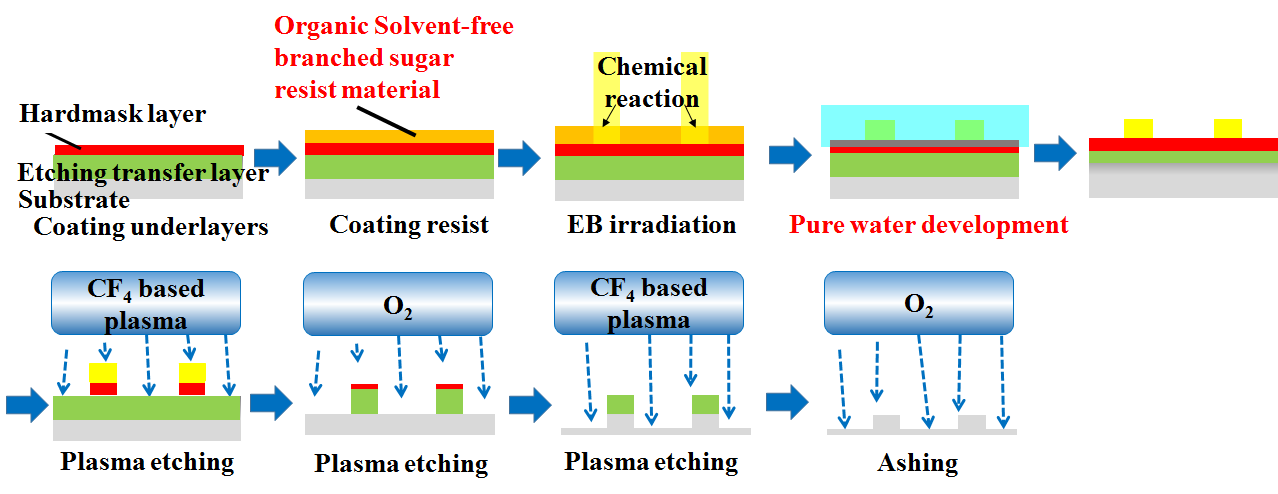 Organic Solvent-free
branched sugar
resist material
Hardmask layer
Chemical
reaction
Etching transfer layer
Substrate
Coating underlayers
Coating resist
EB irradiation
Pure water development
CF4 based
plasma
O2
CF4 based
plasma
O2
Plasma etching
Plasma etching
Plasma etching
Ashing